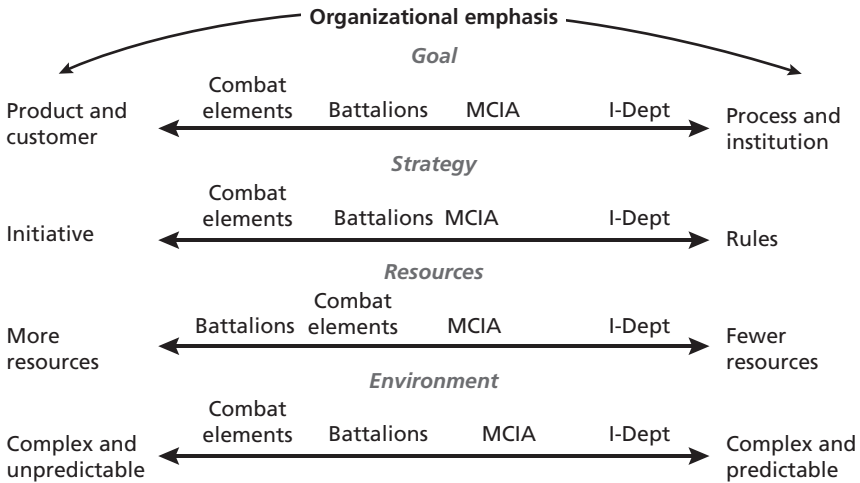 Organizational emphasis
Goal
Combat
elements
Battalions
MCIA
I-Dept
Product and
customer
Process and
institution
Strategy
Combat
elements
Battalions
MCIA
I-Dept
Initiative
Rules
Resources
Battalions
Combat
elements
MCIA
I-Dept
More
resources
Fewer
resources
Environment
Combat
elements
Battalions
MCIA
I-Dept
Complex and
unpredictable
Complex and
predictable